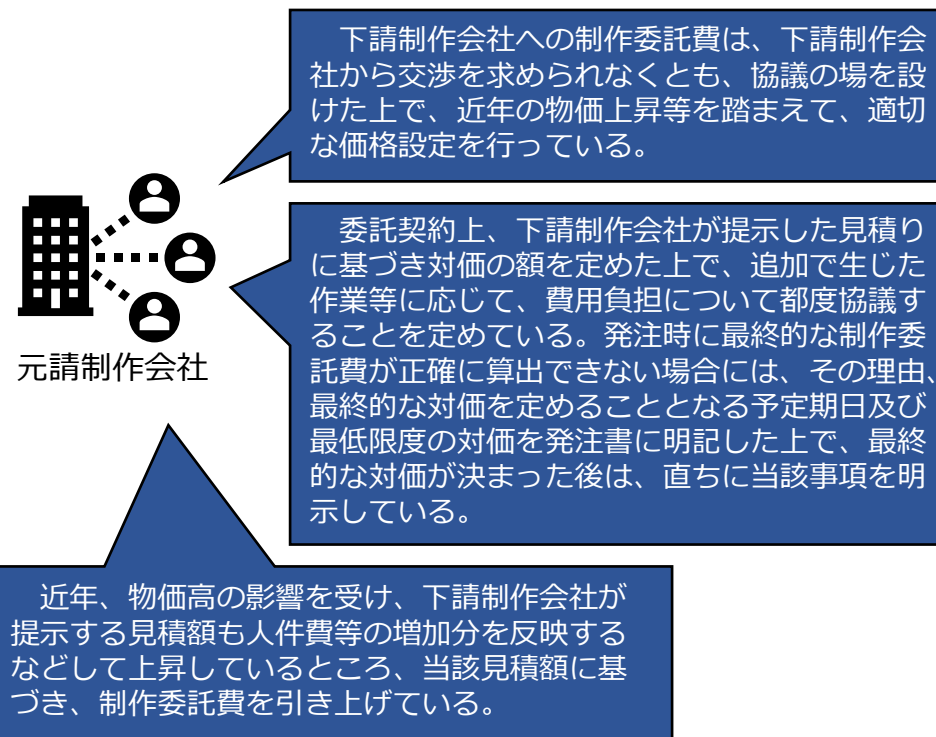 下請制作会社への制作委託費は、下請制作会
社から交渉を求められなくとも、協議の場を設
けた上で、近年の物価上昇等を踏まえて、適切
な価格設定を行っている。
委託契約上、下請制作会社が提示した見積り
に基づき対価の額を定めた上で、追加で生じた
作業等に応じて、費用負担について都度協議す
ることを定めている。発注時に最終的な制作委
託費が正確に算出できない場合には、その理由、
最終的な対価を定めることとなる予定期日及び
最低限度の対価を発注書に明記した上で、最終
的な対価が決まった後は、直ちに当該事項を明
示している。
元請制作会社
近年、物価高の影響を受け、下請制作会社が
提示する見積額も人件費等の増加分を反映する
などして上昇しているところ、当該見積額に基
づき、制作委託費を引き上げている。